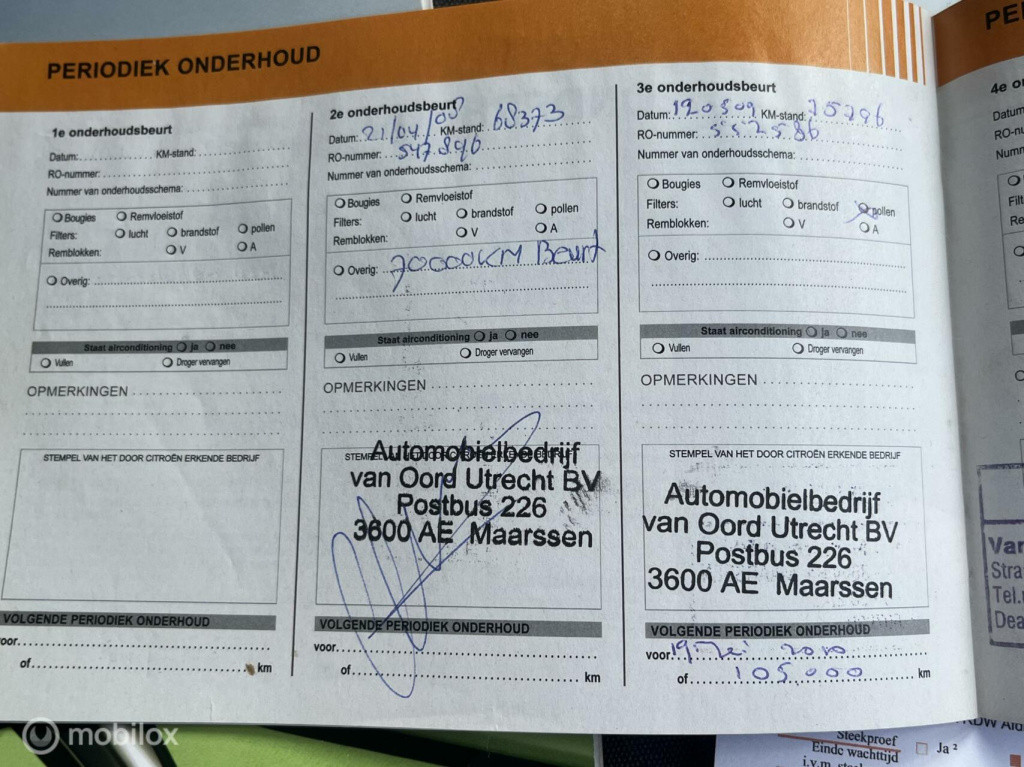 PERIODIEK ONDERHOUD
1e onderhoudsbeurt
Datum: KM-stand:
RO-nummer:
Nummer van onderhoudsschema:
Bougies Remvloeistof
Filters: lucht brandstof pollen
Remblokken: V A
Overig:
Staat airconditioning ja nee
Vullen Droger vervangen
OPMERKINGEN
STEMPEL VAN HET DOOR CITROËN ERKENDE BEDRIJF
VOLGENDE PERIODIEK ONDERHOUD
voor
of km
2e onderhoudsbeurt
Datum: 21/04/08 KM-stand: 68373
RO-nummer: 547896
Nummer van onderhoudsschema:
Bougies Remvloeistof
Filters: lucht brandstof pollen
Remblokken: V A
Overig: 70000KM Beurt
Staat airconditioning ja nee
Vullen Droger vervangen
OPMERKINGEN
Automobielbedrijf
van Oord Utrecht BV
Postbus 226
3600 AE Maarssen
VOLGENDE PERIODIEK ONDERHOUD
voor
of km
3e onderhoudsbeurt
Datum: 190509 KM-stand: 75796
RO-nummer: 552586
Nummer van onderhoudsschema:
Bougies Remvloeistof
Filters: lucht brandstof pollen
Remblokken: V A
Overig:
Staat airconditioning ja nee
Vullen Droger vervangen
OPMERKINGEN
STEMPEL VAN HET DOOR CITROËN ERKENDE BEDRIJF
Automobielbedrijf
van Oord Utrecht BV
Postbus 226
3600 AE Maarssen
VOLGENDE PERIODIEK ONDERHOUD
voor 19 Mei 2010
of 105000 km
4e
Steekproef
Einde wachttijd
Ja ²
mobilox